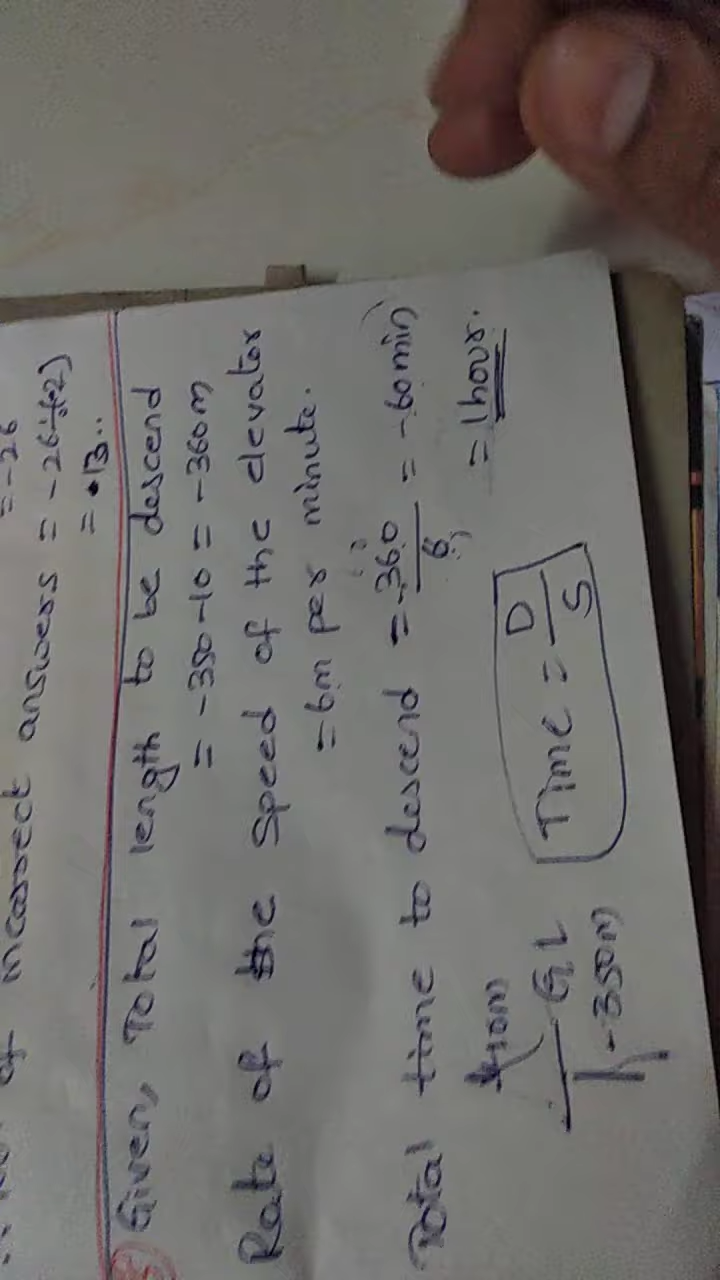 of incorrect answers = -26÷(-2)
= -26
= 13..
Given, Total length to be descend
= -350-10 = -360m
Rate of the speed of the elevator
= 6m per minute.
Total time to descend = -360/6 = -60min
= 1 hour.
+10m
GL
-350m
Time = D/S